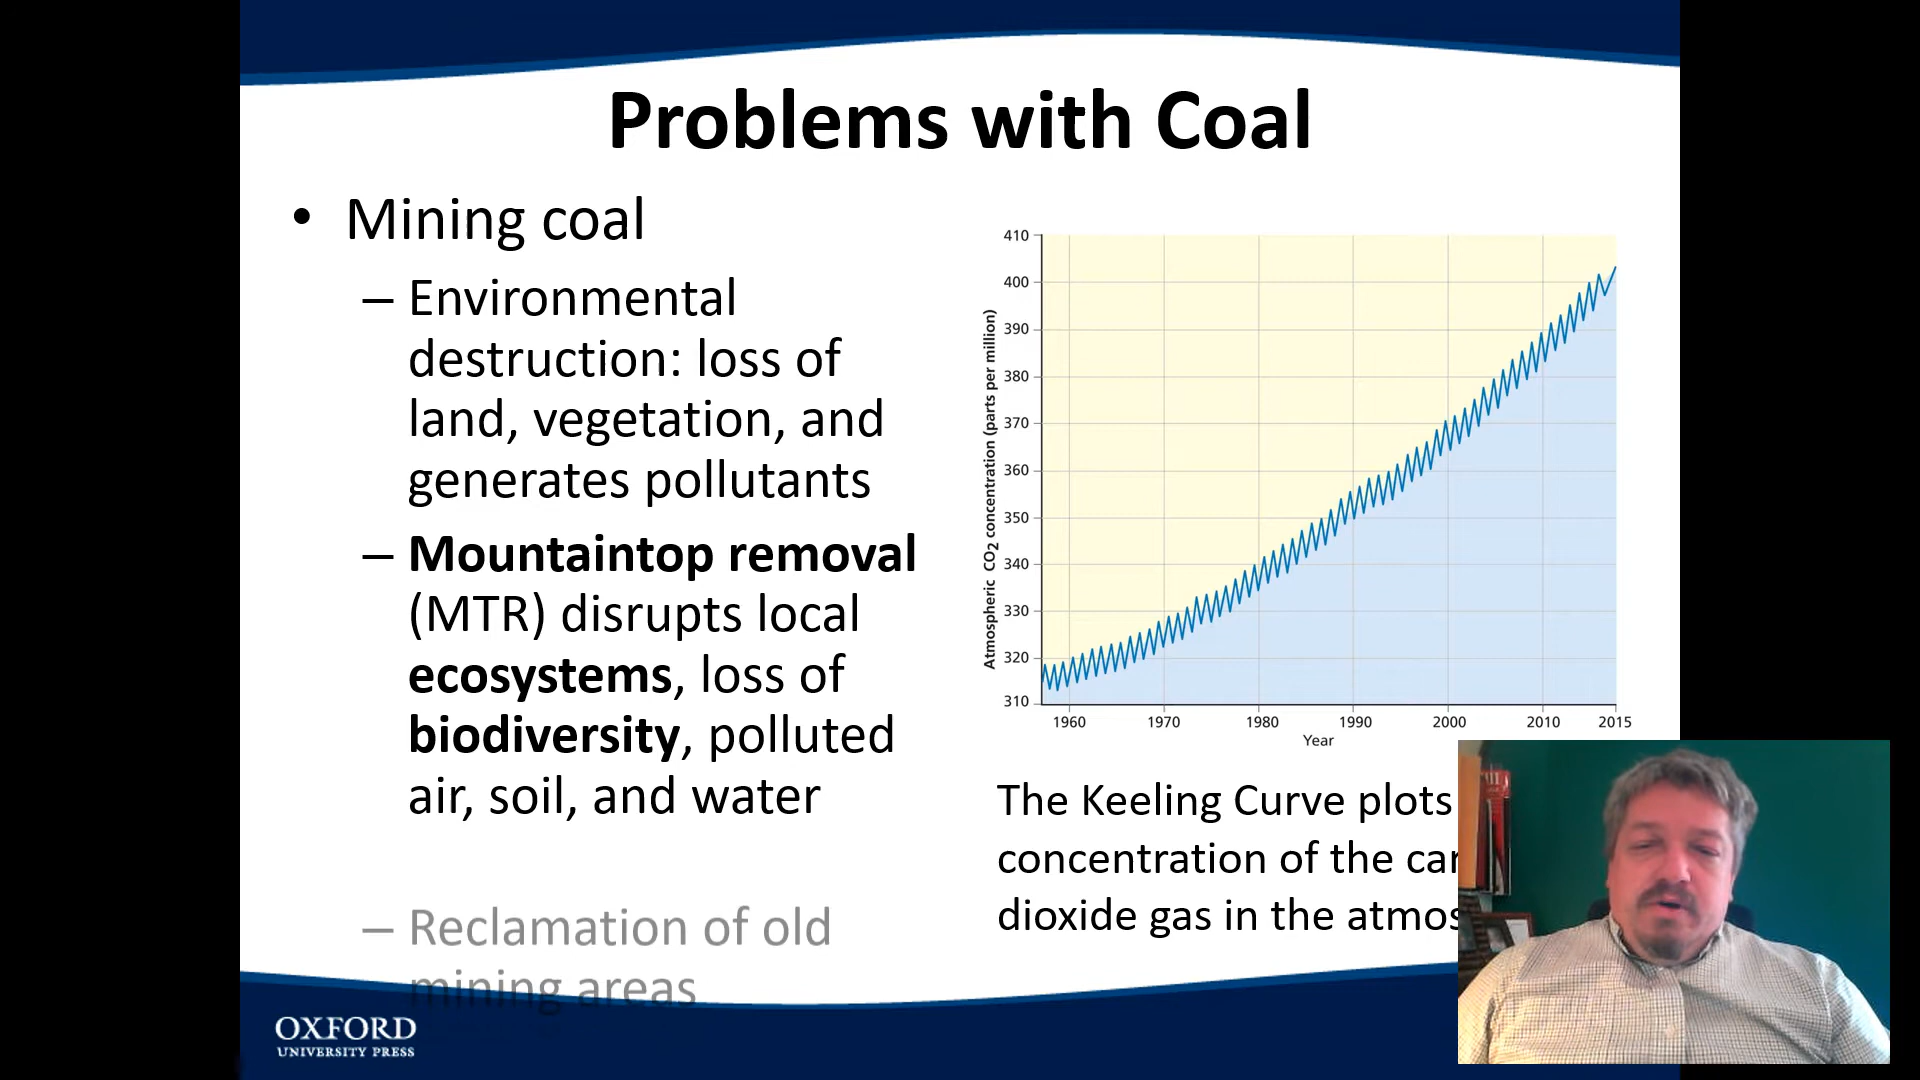 Problems with Coal
• Mining coal
– Environmental
destruction: loss of
land, vegetation, and
generates pollutants
– Mountaintop removal
(MTR) disrupts local
ecosystems, loss of
biodiversity, polluted
air, soil, and water
– Reclamation of old
mining areas
410
400
390
380
370
360
350
340
330
320
310
Atmospheric CO2 concentration (parts per million)
1960 1970 1980 1990 2000 2010 2015
Year
The Keeling Curve plots
concentration of the car
dioxide gas in the atmos
OXFORD
UNIVERSITY PRESS